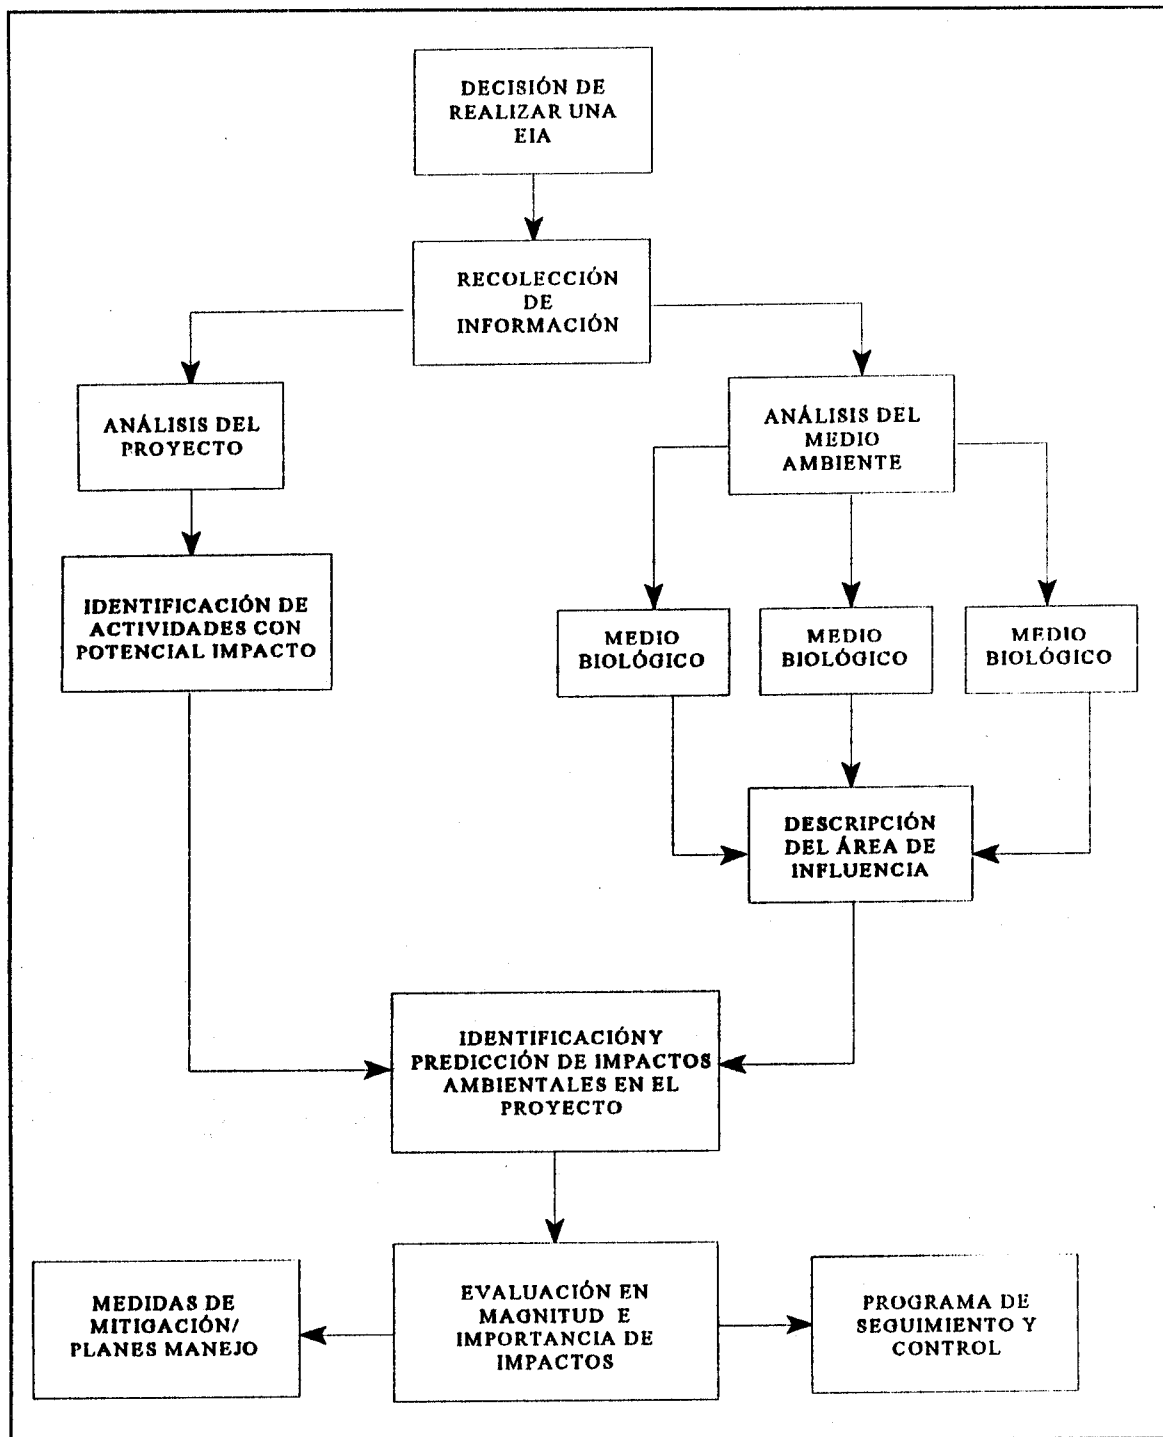 DECISIÓN DE
REALIZAR UNA
EIA
RECOLECCIÓN
DE
INFORMACIÓN
ANÁLISIS DEL
PROYECTO
ANÁLISIS DEL
MEDIO
AMBIENTE
IDENTIFICACIÓN DE
ACTIVIDADES CON
POTENCIAL IMPACTO
MEDIO
BIOLÓGICO
MEDIO
BIOLÓGICO
MEDIO
BIOLÓGICO
DESCRIPCIÓN
DEL ÁREA DE
INFLUENCIA
IDENTIFICACIÓNY
PREDICCIÓN DE IMPACTOS
AMBIENTALES EN EL
PROYECTO
MEDIDAS DE
MITIGACIÓN/
PLANES MANEJO
EVALUACIÓN EN
MAGNITUD E
IMPORTANCIA DE
IMPACTOS
PROGRAMA DE
SEGUIMIENTO Y
CONTROL